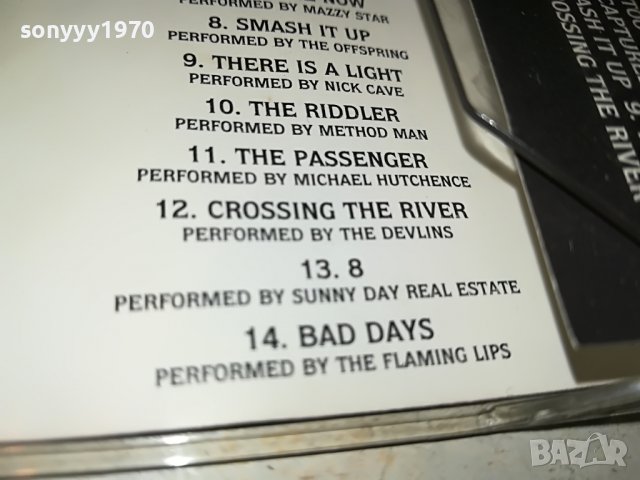 sonyyy1970
NOW
PERFORMED BY MAZZY STAR
8. SMASH IT UP
PERFORMED BY THE OFFSPRING
9. THERE IS A LIGHT
PERFORMED BY NICK CAVE
10. THE RIDDLER
PERFORMED BY METHOD MAN
11. THE PASSENGER
PERFORMED BY MICHAEL HUTCHENCE
12. CROSSING THE RIVER
PERFORMED BY THE DEVLINS
13. 8
PERFORMED BY SUNNY DAY REAL ESTATE
14. BAD DAYS
PERFORMED BY THE FLAMING LIPS
IT UP 9.
THE RIVER
BAZAR
bg